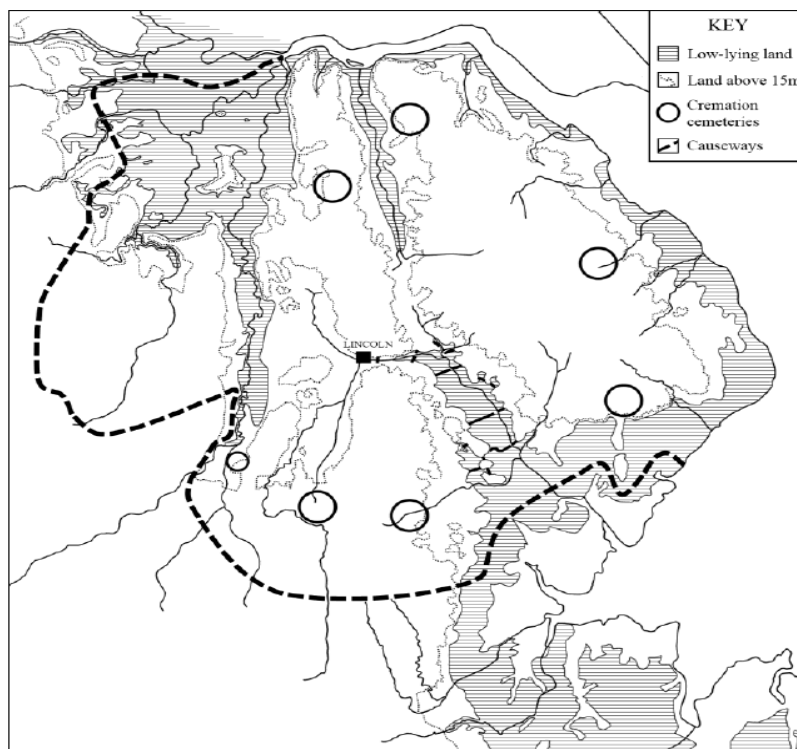 KEY
Low-lying land
Land above 15m
Cremation
cemeteries
Causeways
LINCOLN